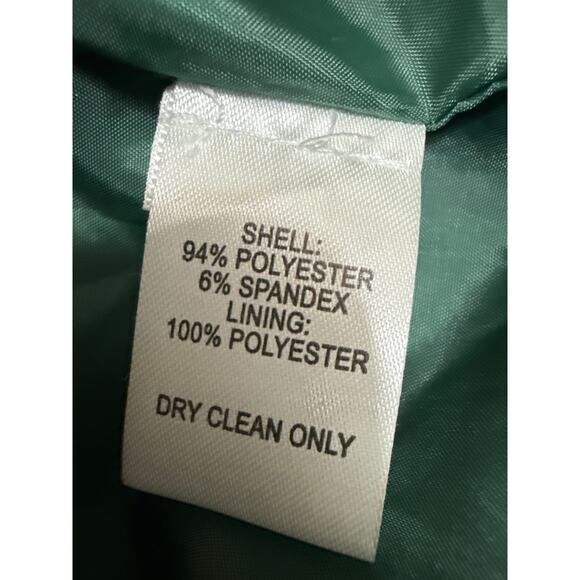 SHELL:
94% POLYESTER
6% SPANDEX
LINING:
100% POLYESTER
DRY CLEAN ONLY